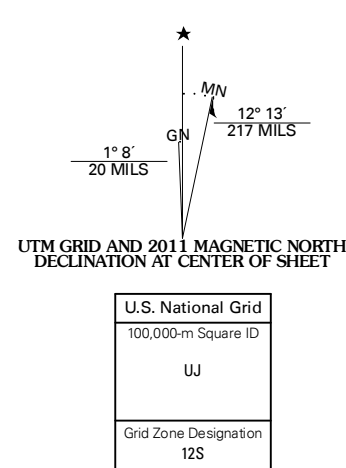 ★
MN
12° 13´
217 MILS
GN
1° 8´
20 MILS
UTM GRID AND 2011 MAGNETIC NORTH
DECLINATION AT CENTER OF SHEET
U.S. National Grid
100,000-m Square ID
UJ
Grid Zone Designation
12S